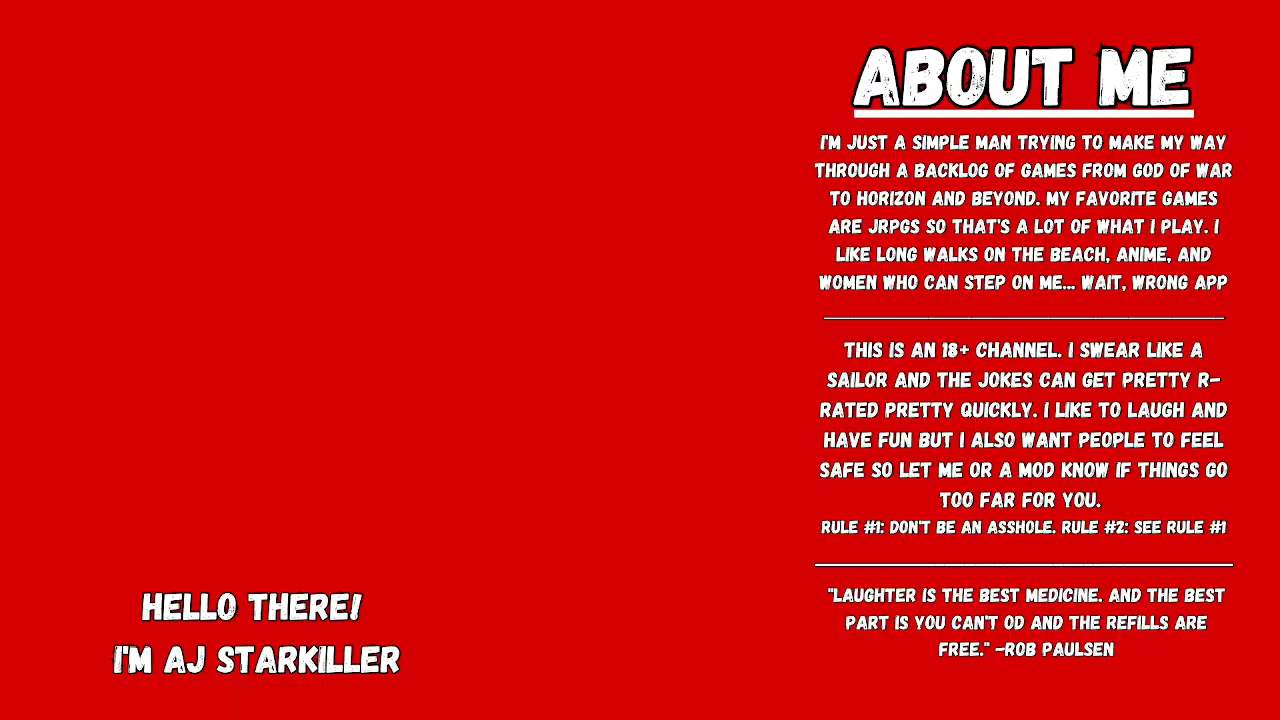 ABOUT ME
I'M JUST A SIMPLE MAN TRYING TO MAKE MY WAY
THROUGH A BACKLOG OF GAMES FROM GOD OF WAR
TO HORIZON AND BEYOND. MY FAVORITE GAMES
ARE JRPGS SO THAT'S A LOT OF WHAT I PLAY. I
LIKE LONG WALKS ON THE BEACH, ANIME, AND
WOMEN WHO CAN STEP ON ME... WAIT, WRONG APP
THIS IS AN 18+ CHANNEL. I SWEAR LIKE A
SAILOR AND THE JOKES CAN GET PRETTY R-
RATED PRETTY QUICKLY. I LIKE TO LAUGH AND
HAVE FUN BUT I ALSO WANT PEOPLE TO FEEL
SAFE SO LET ME OR A MOD KNOW IF THINGS GO
TOO FAR FOR YOU.
RULE #1: DON'T BE AN ASSHOLE. RULE #2: SEE RULE #1
"LAUGHTER IS THE BEST MEDICINE. AND THE BEST
PART IS YOU CAN'T OD AND THE REFILLS ARE
FREE." -ROB PAULSEN
HELLO THERE!
I'M AJ STARKILLER